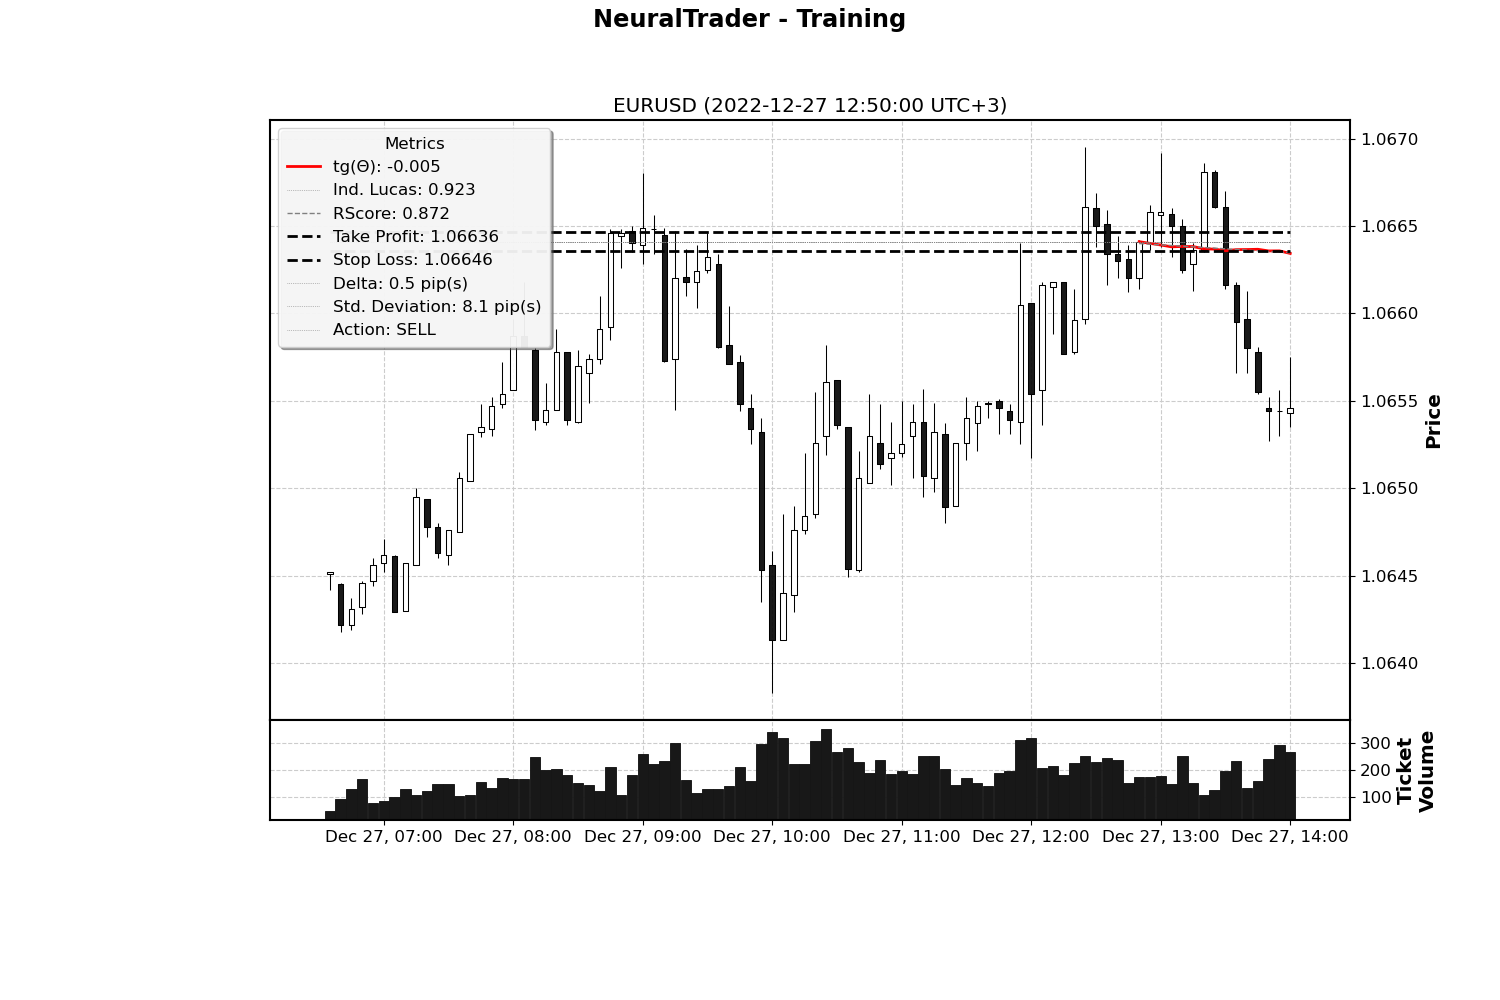 NeuralTrader - Training
EURUSD (2022-12-27 12:50:00 UTC+3)
Metrics
tg(Θ): -0.005
Ind. Lucas: 0.923
RScore: 0.872
Take Profit: 1.06636
Stop Loss: 1.06646
Delta: 0.5 pip(s)
Std. Deviation: 8.1 pip(s)
Action: SELL
1.0670
1.0665
1.0660
1.0655
1.0650
1.0645
1.0640
Price
300
200
100
Ticket
Volume
Dec 27, 07:00 Dec 27, 08:00 Dec 27, 09:00 Dec 27, 10:00 Dec 27, 11:00 Dec 27, 12:00 Dec 27, 13:00 Dec 27, 14:00